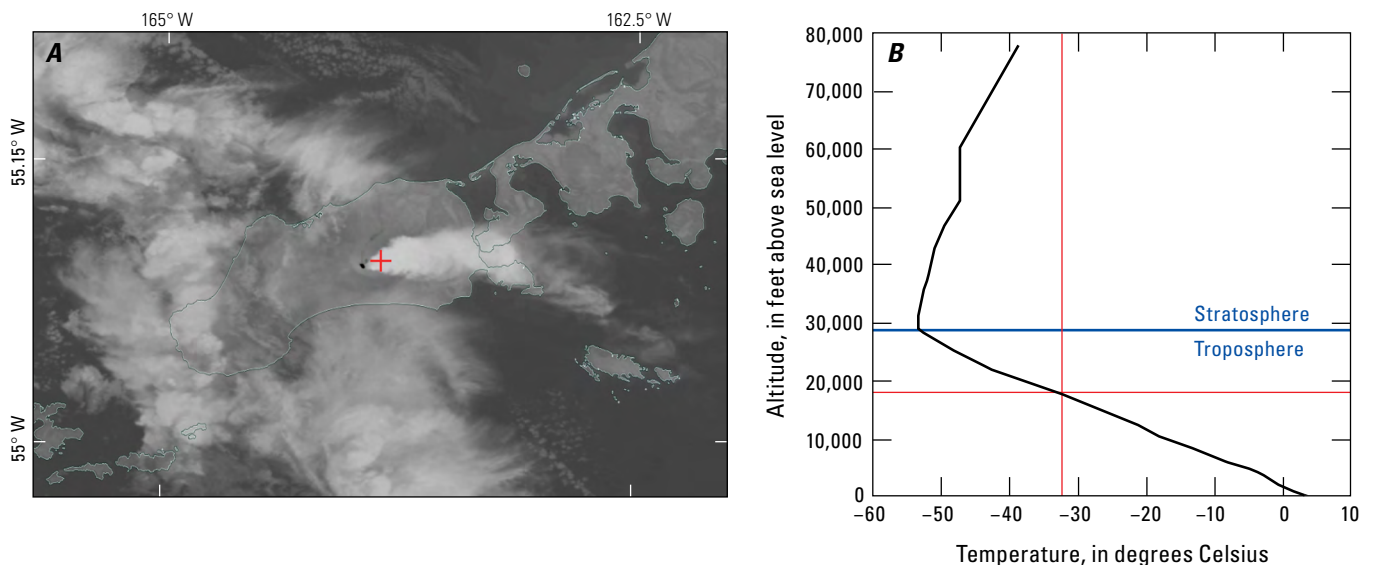 165° W
162.5° W
A
55.15° W
55° W
B
80,000
70,000
60,000
50,000
40,000
30,000
20,000
10,000
0
Altitude, in feet above sea level
Stratosphere
Troposphere
−60
−50
−40
−30
−20
−10
0
10
Temperature, in degrees Celsius